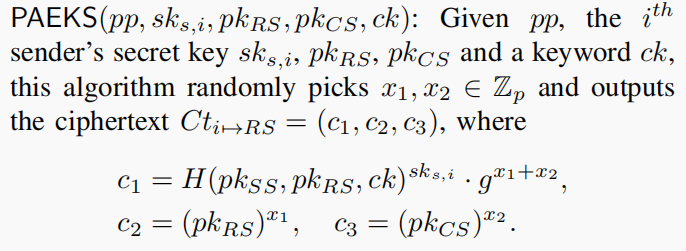 PAEKS(pp, sk_{s,i}, pk_{RS}, pk_{CS}, ck): Given pp, the i^{th}
sender's secret key sk_{s,i}, pk_{RS}, pk_{CS} and a keyword ck,
this algorithm randomly picks x_1, x_2 ∈ ℤ_p and outputs
the ciphertext Ct_{i↦RS} = (c_1, c_2, c_3), where
c_1 = H(pk_{SS}, pk_{RS}, ck)^{sk_{s,i}} · g^{x_1+x_2},
c_2 = (pk_{RS})^{x_1}, c_3 = (pk_{CS})^{x_2}.